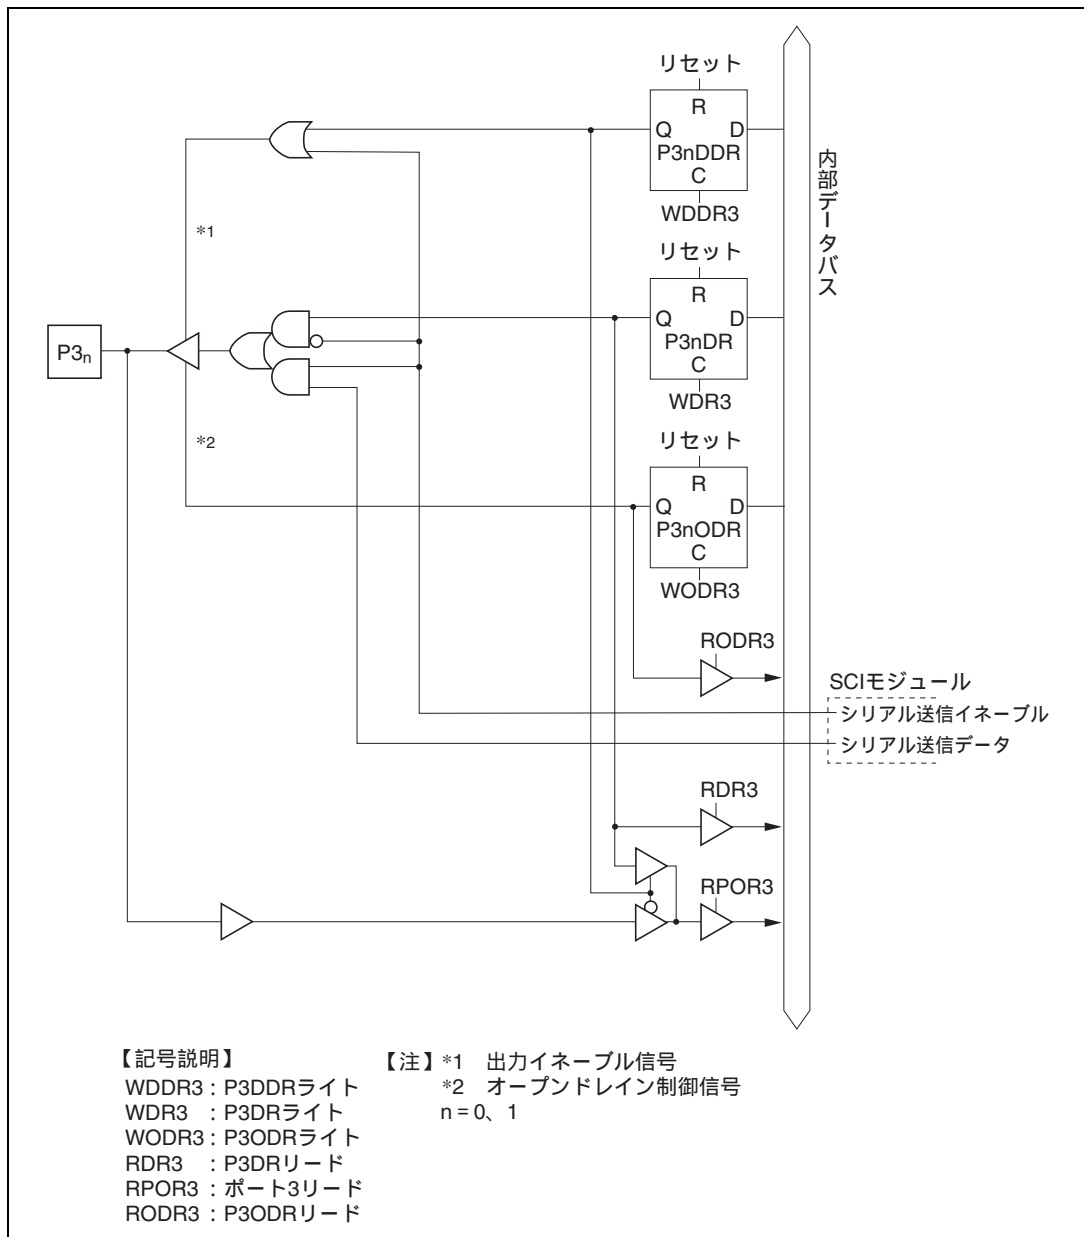 リセット
R
Q D
P3nDDR
C
WDDR3
内部データバス
*1
リセット
R
Q D
P3nDR
C
WDR3
P3n
*2
リセット
R
Q D
P3nODR
C
WODR3
RODR3
SCIモジュール
シリアル送信イネーブル
シリアル送信データ
RDR3
RPOR3
【記号説明】
WDDR3 : P3DDRライト
WDR3 : P3DRライト
WODR3 : P3ODRライト
RDR3 : P3DRリード
RPOR3 : ポート3リード
RODR3 : P3ODRリード
【注】 *1 出力イネーブル信号
*2 オープンドレイン制御信号
n = 0、1